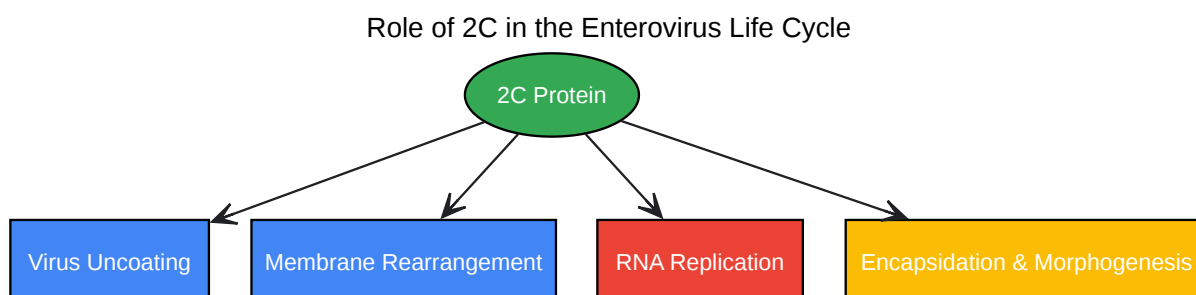 Role of 2C in the Enterovirus Life Cycle
2C Protein
Virus Uncoating
Membrane Rearrangement
RNA Replication
Encapsidation & Morphogenesis